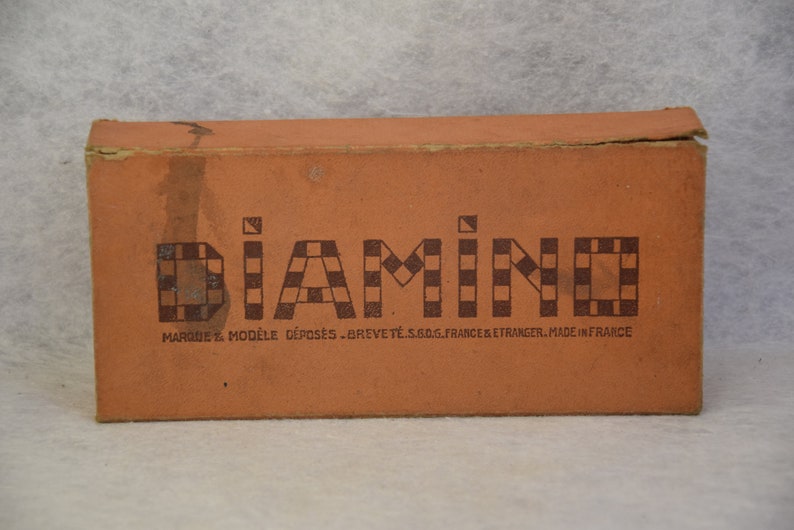 DiAMiNO
MARQUE & MODÈLE DÉPOSÉS - BREVETÉ.S.G.D.G. FRANCE & ETRANGER. MADE IN FRANCE